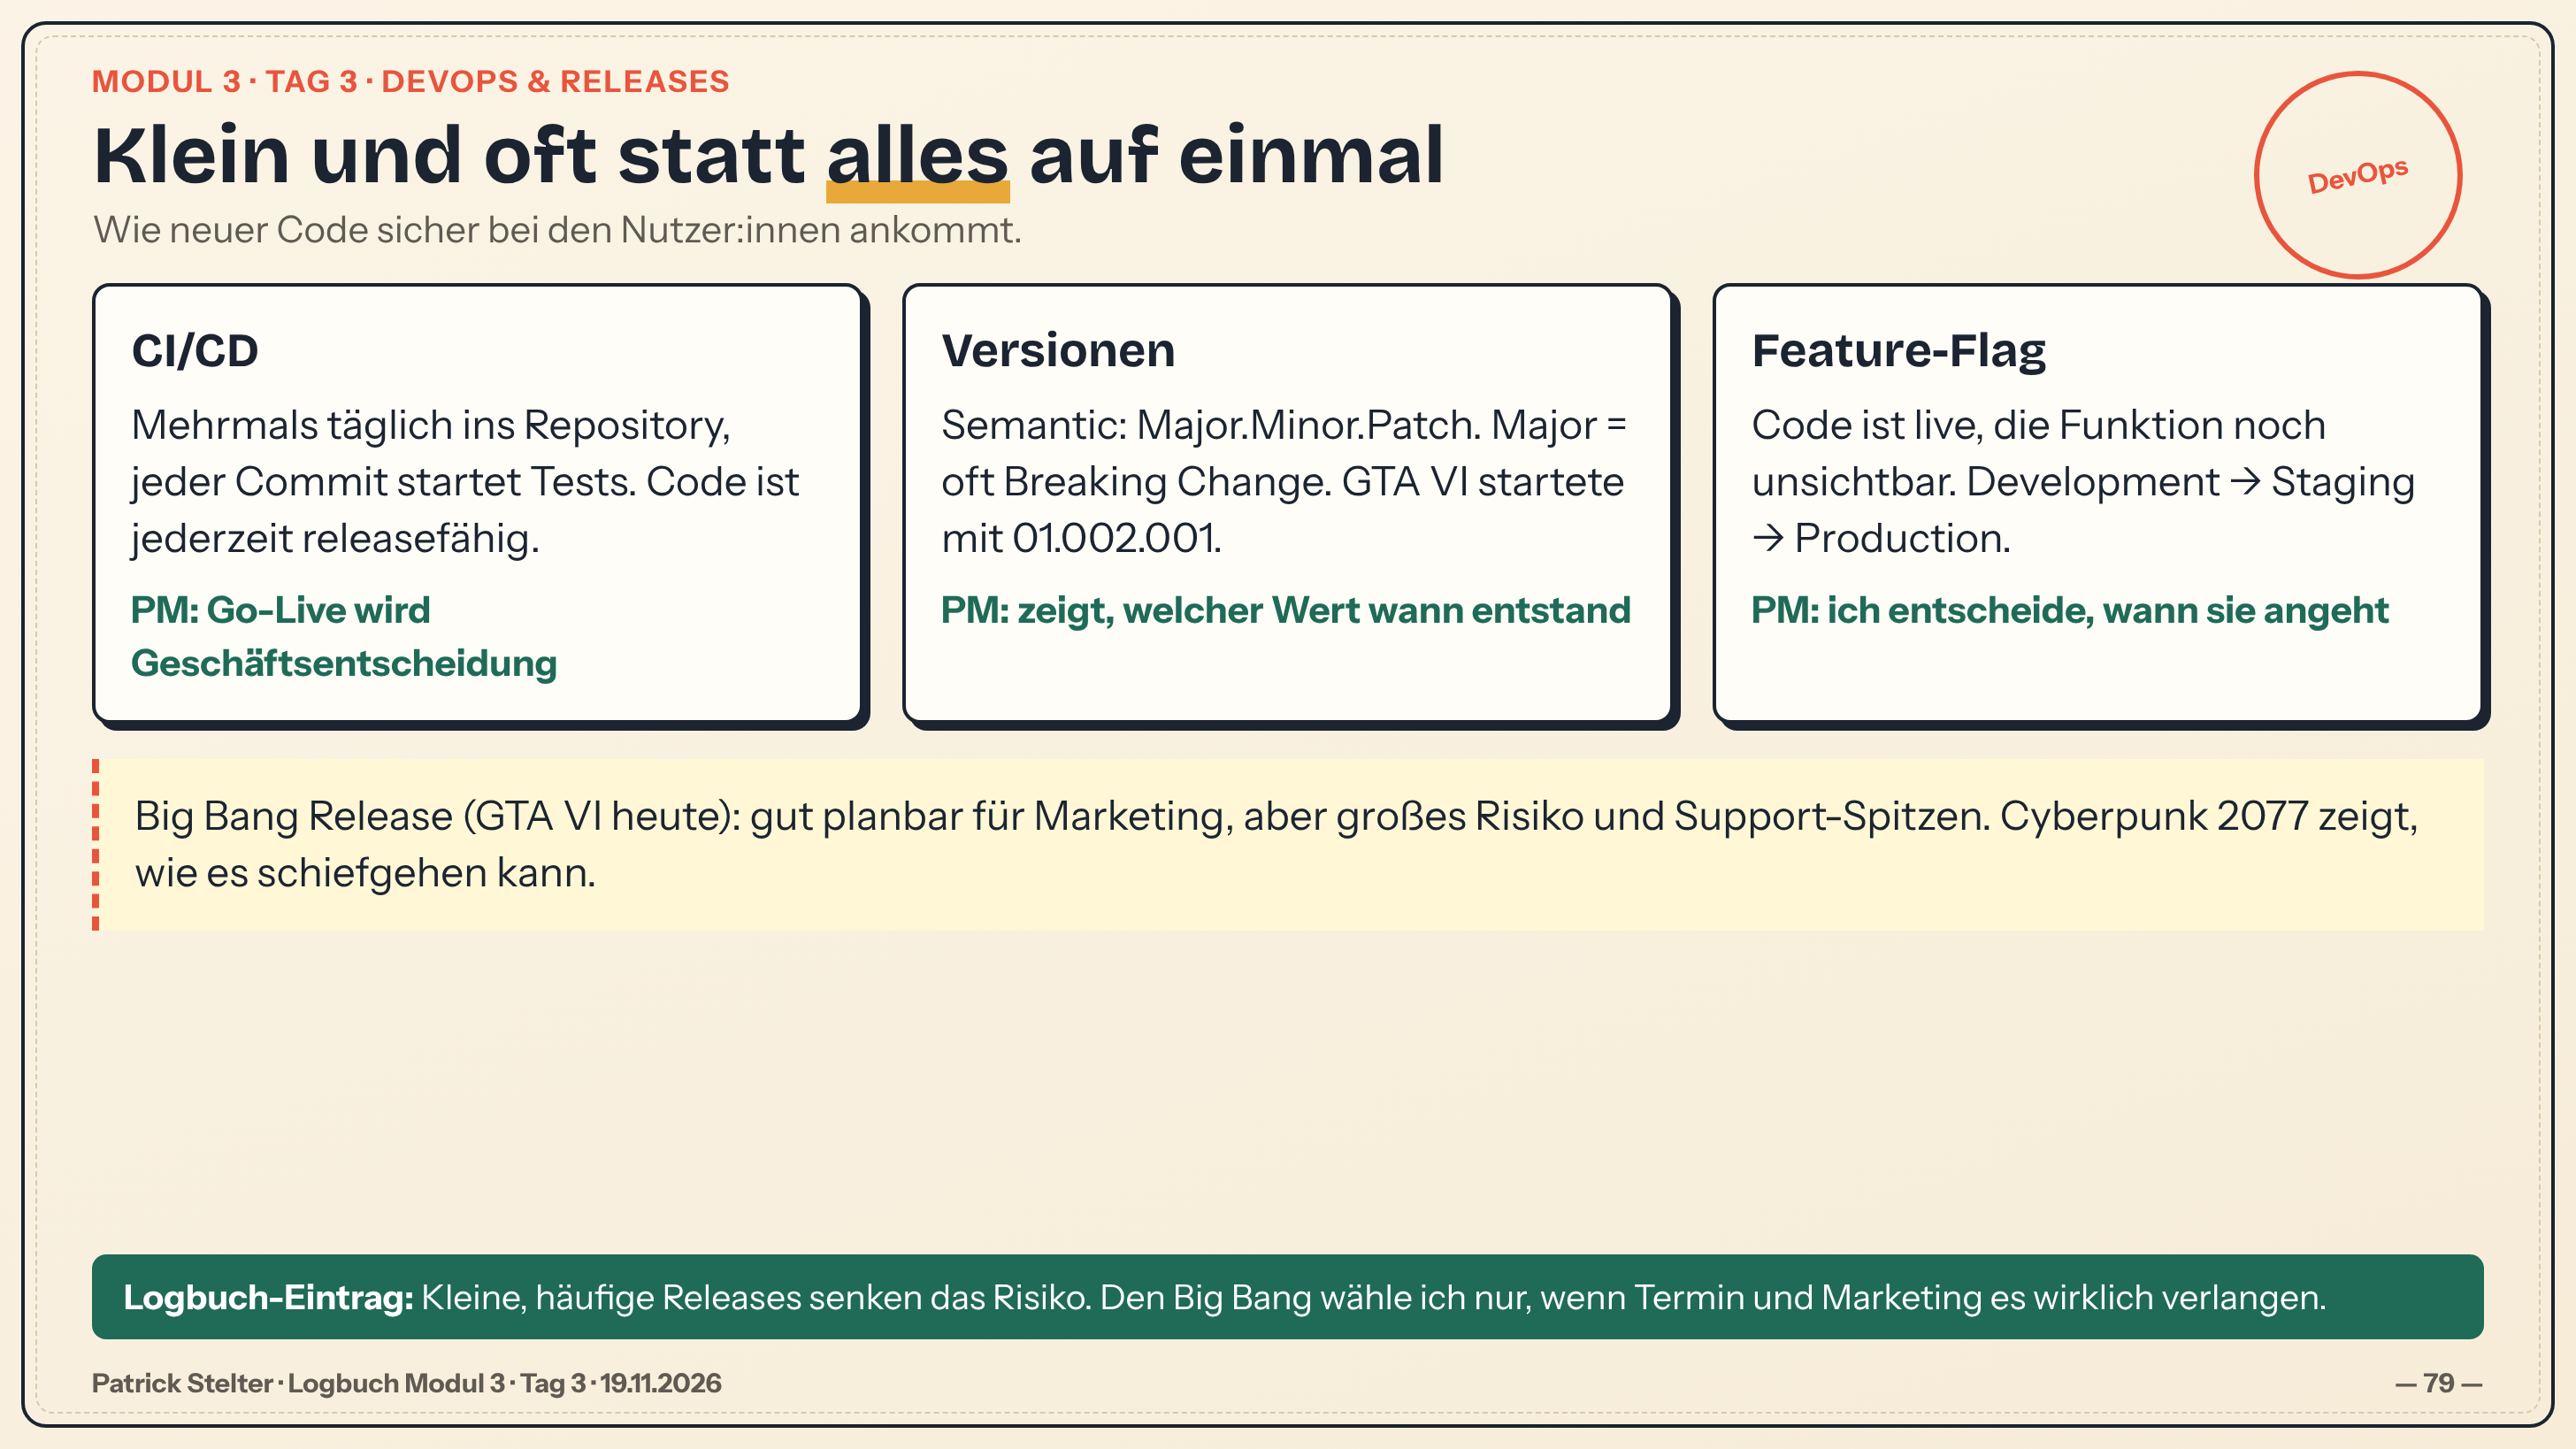 MODUL 3 · TAG 3 · DEVOPS & RELEASES
Klein und oft statt alles auf einmal
Wie neuer Code sicher bei den Nutzer:innen ankommt.
DevOps
CI/CD
Mehrmals täglich ins Repository,
jeder Commit startet Tests. Code ist
jederzeit releasefähig.
PM: Go-Live wird
Geschäftsentscheidung
Versionen
Semantic: Major.Minor.Patch. Major =
oft Breaking Change. GTA VI startete
mit 01.002.001.
PM: zeigt, welcher Wert wann entstand
Feature-Flag
Code ist live, die Funktion noch
unsichtbar. Development → Staging
→ Production.
PM: ich entscheide, wann sie angeht
Big Bang Release (GTA VI heute): gut planbar für Marketing, aber großes Risiko und Support-Spitzen. Cyberpunk 2077 zeigt,
wie es schiefgehen kann.
Logbuch-Eintrag: Kleine, häufige Releases senken das Risiko. Den Big Bang wähle ich nur, wenn Termin und Marketing es wirklich verlangen.
Patrick Stelter · Logbuch Modul 3 · Tag 3 · 19.11.2026
— 79 —